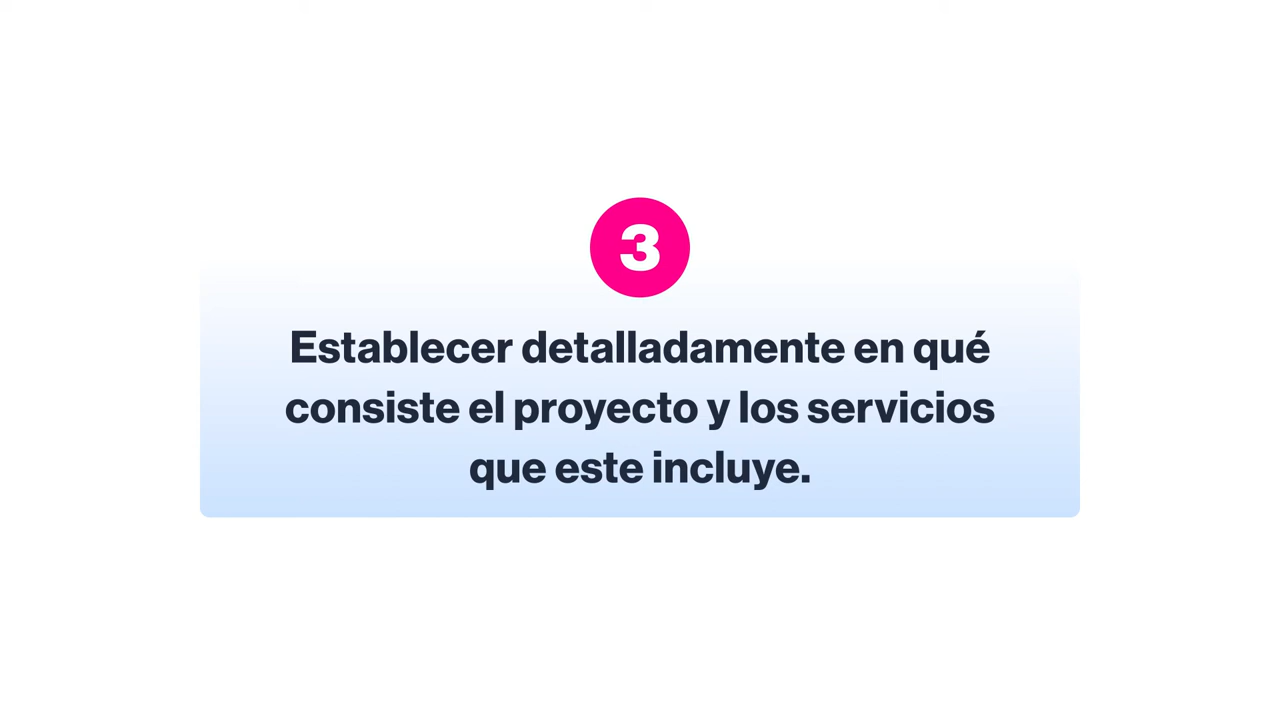 3
Establecer detalladamente en qué
consiste el proyecto y los servicios
que este incluye.